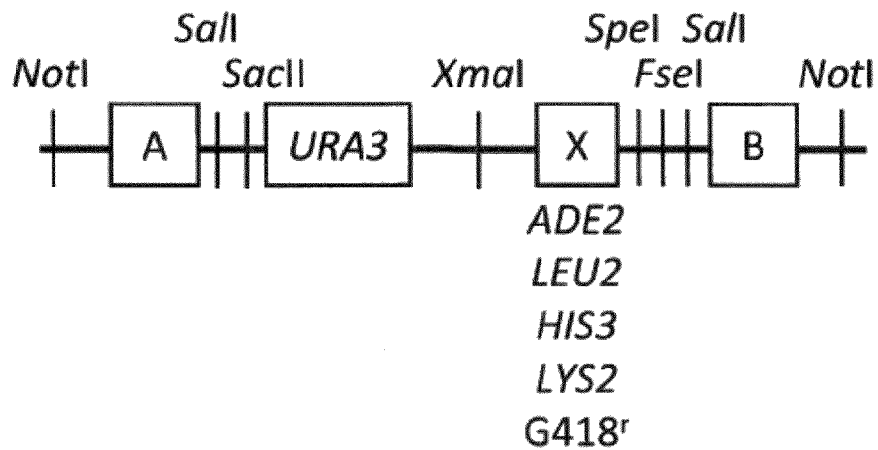 SalI SpeI SalI
NotI SacII XmaI FseI NotI
A URA3 X B
ADE2
LEU2
HIS3
LYS2
G418ʳ